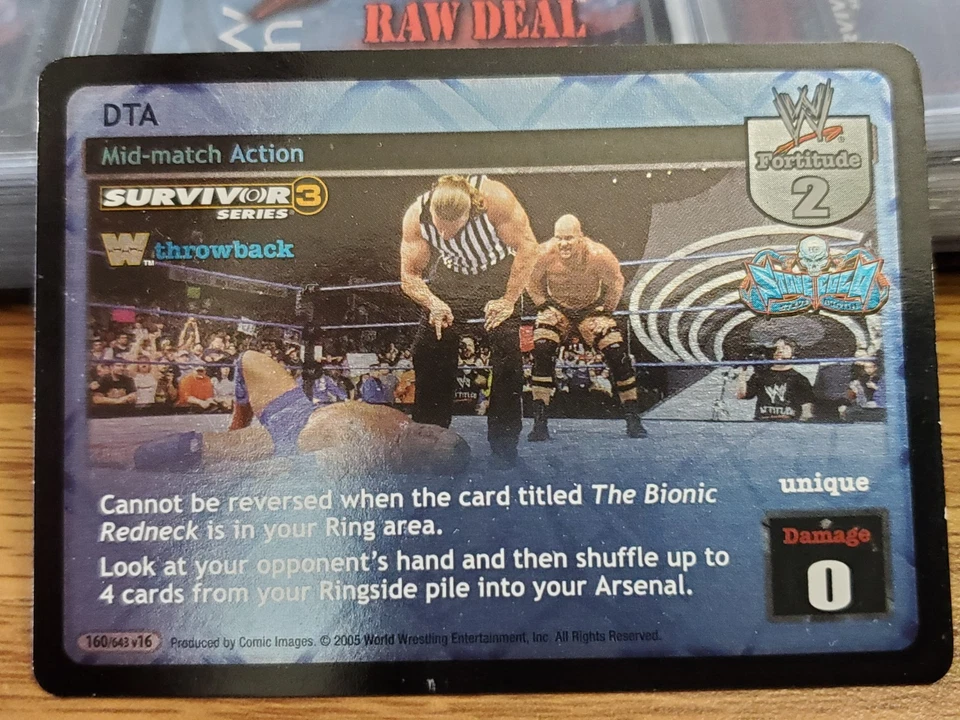 RAW DEAL
DTA
Mid-match Action
Fortitude
2
SURVIVOR 3
SERIES
throwback
unique
Cannot be reversed when the card titled The Bionic
Redneck is in your Ring area.
Look at your opponent's hand and then shuffle up to
4 cards from your Ringside pile into your Arsenal.
Damage
0
160/643 v16 Produced by Comic Images. © 2005 World Wrestling Entertainment, Inc. All Rights Reserved.